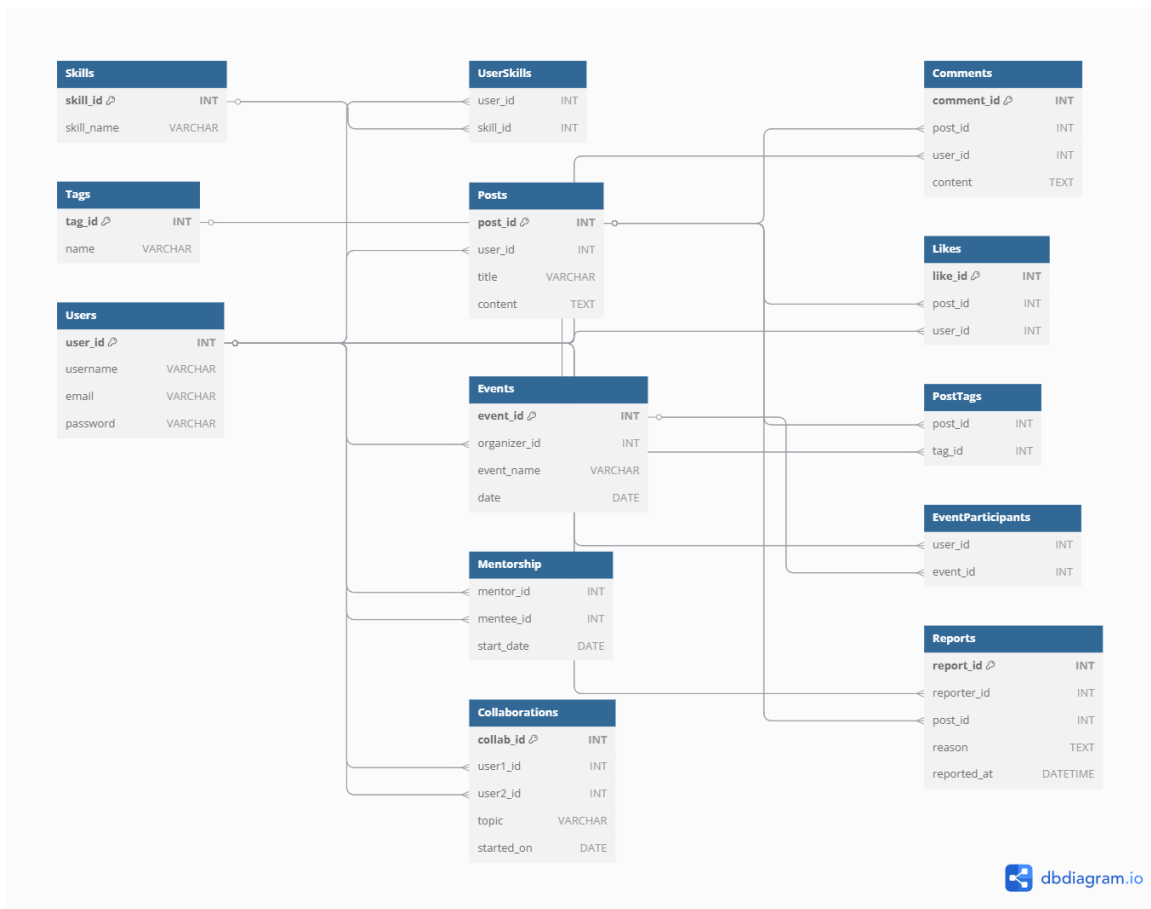 Skills
skill_id INT
skill_name VARCHAR
Tags
tag_id INT
name VARCHAR
Users
user_id INT
username VARCHAR
email VARCHAR
password VARCHAR
UserSkills
user_id INT
skill_id INT
Posts
post_id INT
user_id INT
title VARCHAR
content TEXT
Events
event_id INT
organizer_id INT
event_name VARCHAR
date DATE
Mentorship
mentor_id INT
mentee_id INT
start_date DATE
Collaborations
collab_id INT
user1_id INT
user2_id INT
topic VARCHAR
started_on DATE
Comments
comment_id INT
post_id INT
user_id INT
content TEXT
Likes
like_id INT
post_id INT
user_id INT
PostTags
post_id INT
tag_id INT
EventParticipants
user_id INT
event_id INT
Reports
report_id INT
reporter_id INT
post_id INT
reason TEXT
reported_at DATETIME
dbdiagram.io